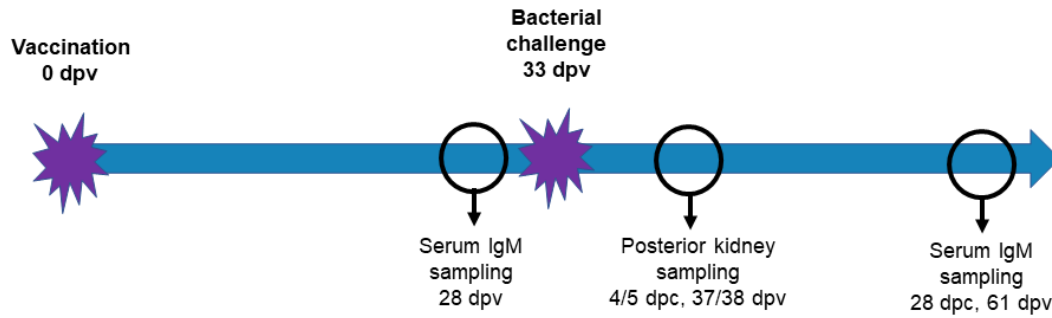 Vaccination
0 dpv
Bacterial
challenge
33 dpv
Serum IgM
sampling
28 dpv
Posterior kidney
sampling
4/5 dpc, 37/38 dpv
Serum IgM
sampling
28 dpc, 61 dpv